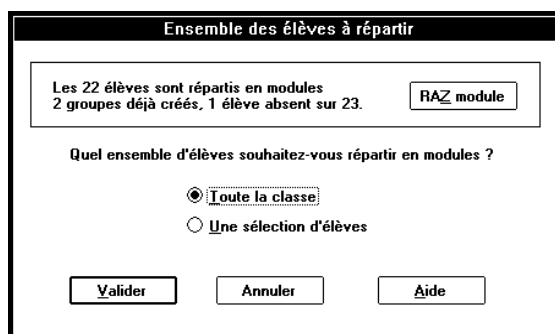 Ensemble des élèves à répartir
Les 22 élèves sont répartis en modules
2 groupes déjà créés, 1 élève absent sur 23.
RAZ module
Quel ensemble d'élèves souhaitez-vous répartir en modules ?
Toute la classe
Une sélection d'élèves
Valider Annuler Aide